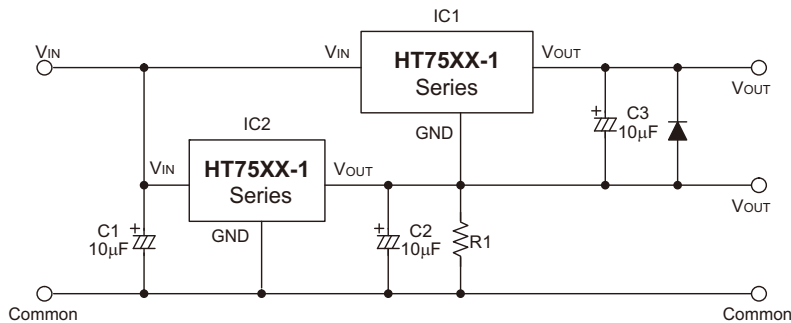 IC1
VIN
VIN
HT75XX-1
Series
VOUT
VOUT
GND
C3
10μF
IC2
VIN
HT75XX-1
Series
VOUT
VOUT
GND
C1
10μF
C2
10μF
R1
Common
Common
+
+
+